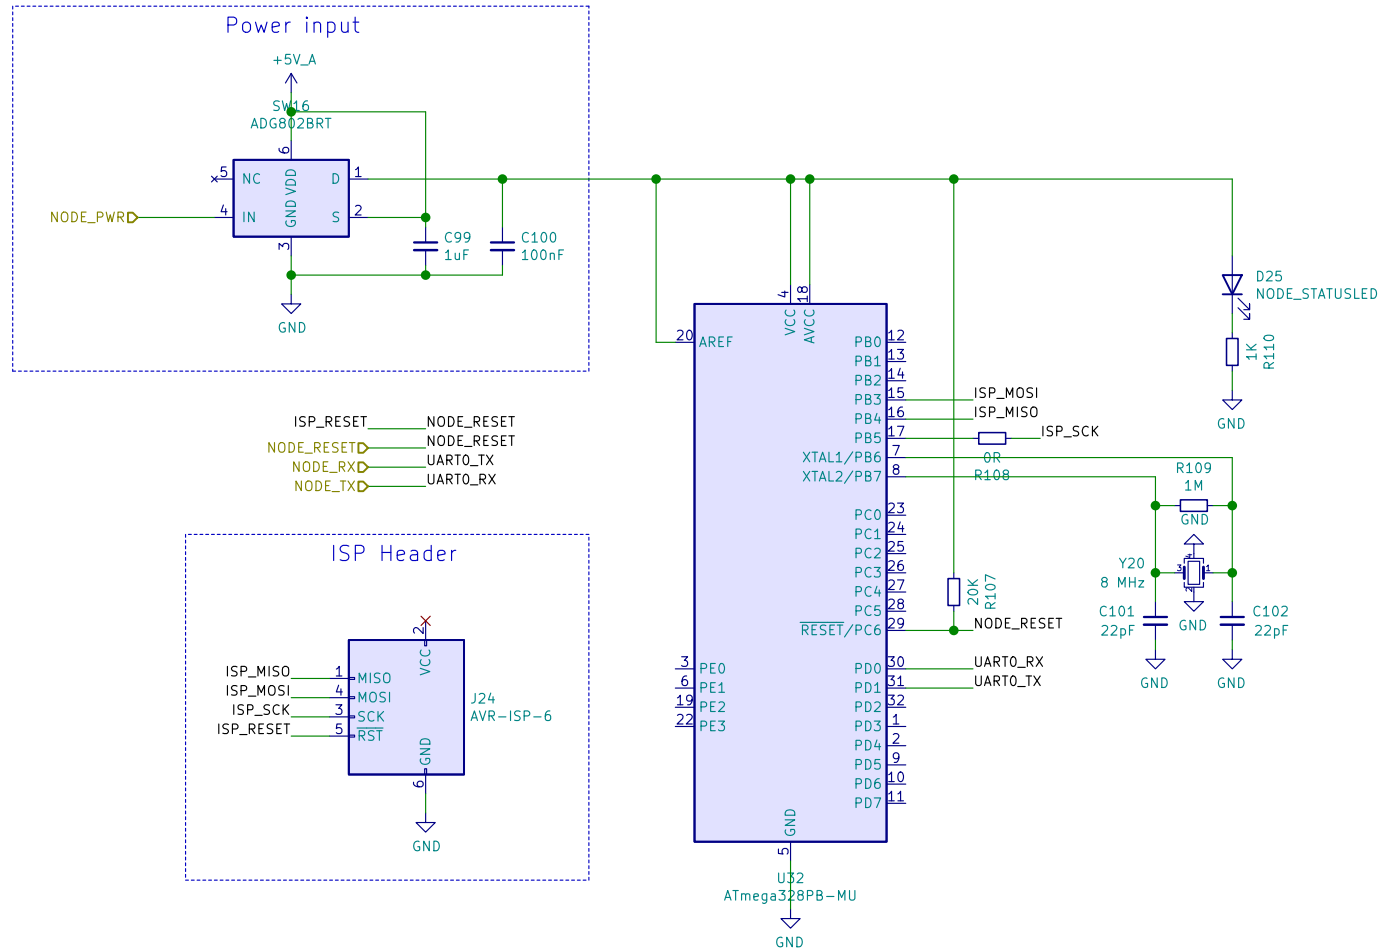 Power input
+5V_A
SW16
ADG802BRT
6
5
NC
VDD
D
1
NODE_PWR
4
IN
GND
S
2
3
C99
1uF
C100
100nF
GND
ISP_RESET
NODE_RESET
NODE_RESET
NODE_RESET
NODE_RX
UART0_TX
NODE_TX
UART0_RX
ISP Header
2
VCC
ISP_MISO
1
MISO
ISP_MOSI
4
MOSI
ISP_SCK
3
SCK
ISP_RESET
5
RST
J24
AVR-ISP-6
GND
6
GND
4
18
VCC
AVCC
20
AREF
PB0
12
PB1
13
PB2
14
PB3
15
ISP_MOSI
PB4
16
ISP_MISO
PB5
17
ISP_SCK
XTAL1/PB6
7
0R
XTAL2/PB7
8
R108
PC0
23
PC1
24
PC2
25
PC3
26
PC4
27
PC5
28
RESET/PC6
29
NODE_RESET
20K
R107
3
PE0
6
PE1
19
PE2
22
PE3
PD0
30
UART0_RX
PD1
31
UART0_TX
PD2
32
PD3
1
PD4
2
PD5
9
PD6
10
PD7
11
GND
5
U32
ATmega328PB-MU
GND
D25
NODE_STATUSLED
1K
R110
GND
R109
1M
GND
4
Y20
8 MHz
3
1
2
GND
C101
22pF
C102
22pF
GND
GND